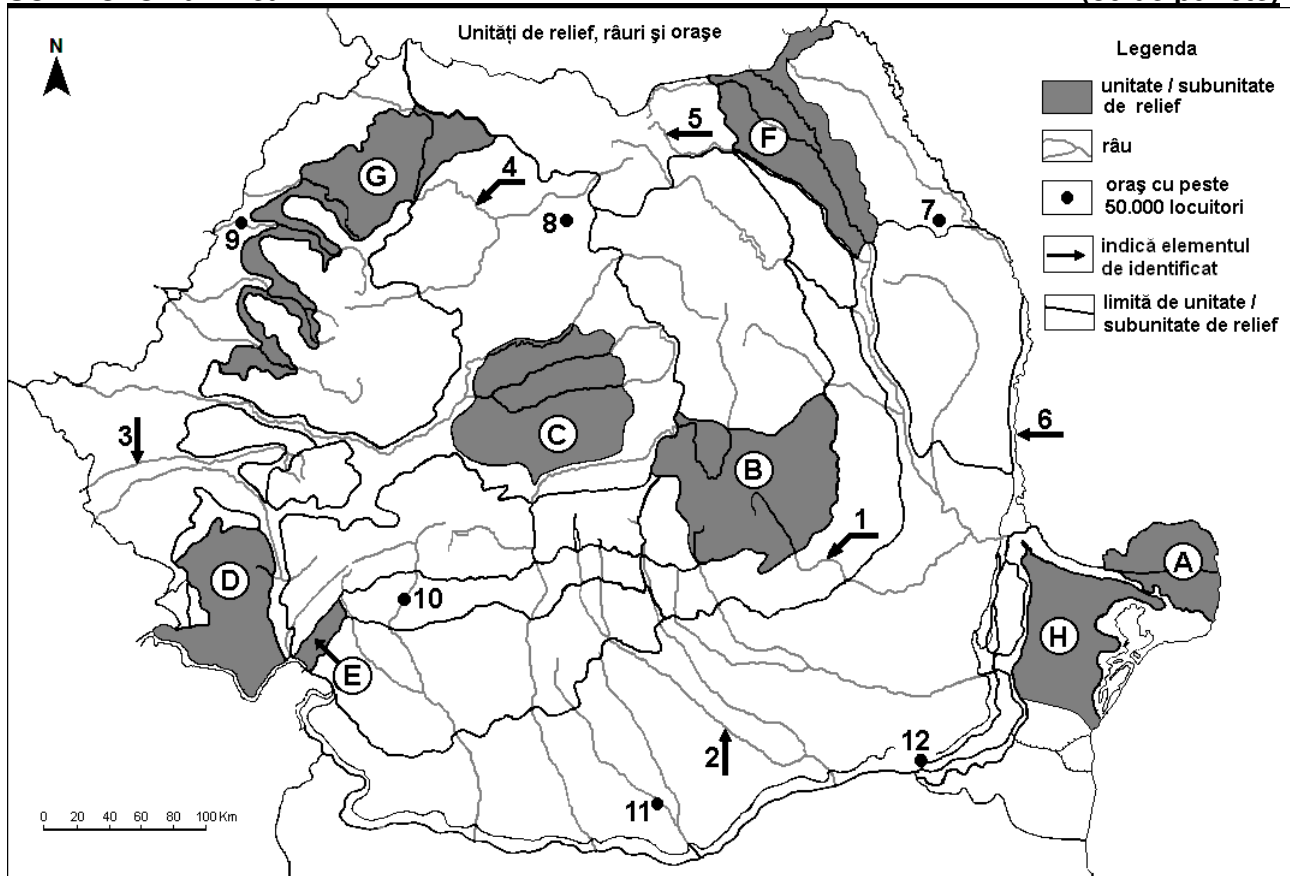 Unități de relief, râuri și orașe
N
Legenda
unitate / subunitate
de relief
râu
oraș cu peste
50.000 locuitori
indică elementul
de identificat
limită de unitate /
subunitate de relief
5
F
G
4
8
9
7
3
C
B
6
1
A
D
10
H
E
2
12
11
0 20 40 60 80 100 Km